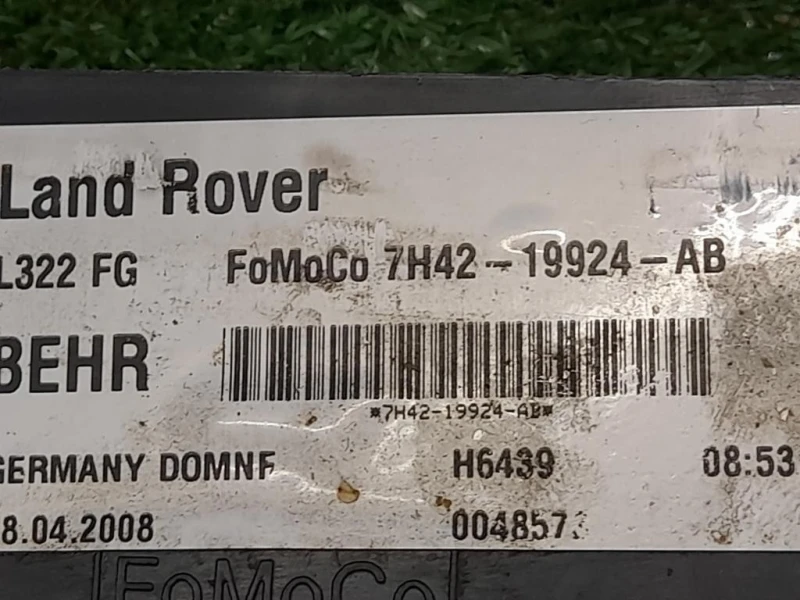 Land Rover
L322 FG FoMoCo 7H42-19924-AB
BEHR
*7H42-19924-AB*
GERMANY DOMNF H6439 08:53
8.04.2008 004857
FoMoCo